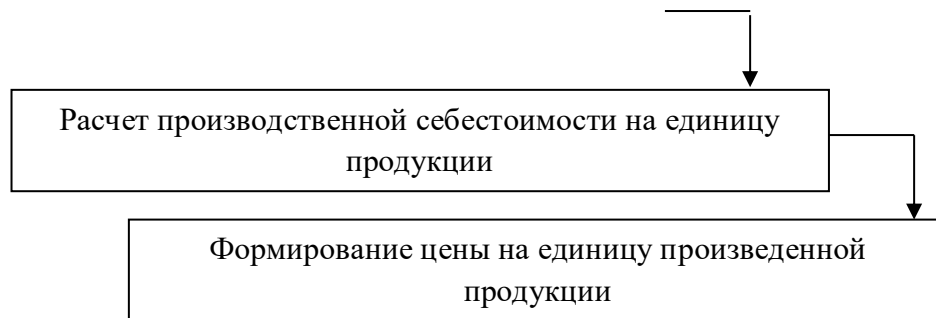 Расчет производственной себестоимости на единицу
продукции
Формирование цены на единицу произведенной
продукции